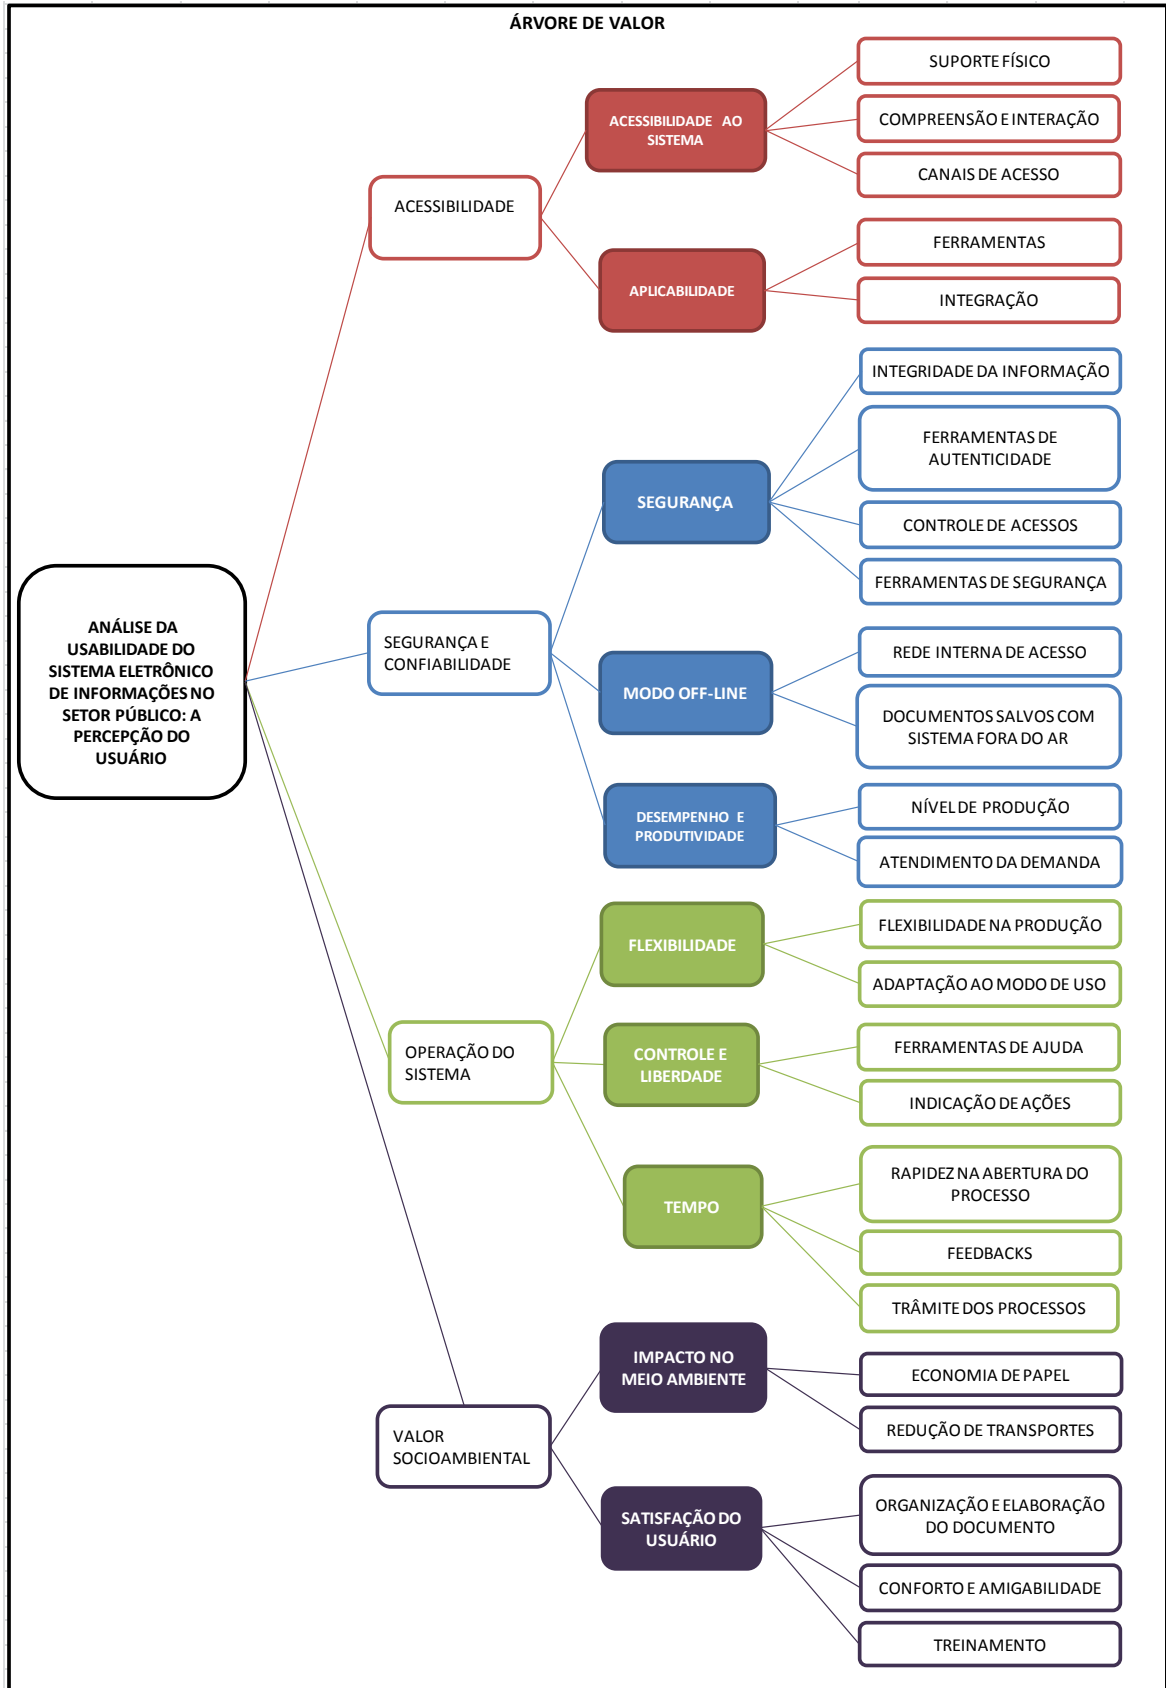 ÁRVORE DE VALOR
ANÁLISE DA
USABILIDADE DO
SISTEMA ELETRÔNICO
DE INFORMAÇÕES NO
SETOR PÚBLICO: A
PERCEPÇÃO DO
USUÁRIO
ACESSIBILIDADE
ACESSIBILIDADE AO
SISTEMA
SUPORTE FÍSICO
COMPREENSÃO E INTERAÇÃO
CANAIS DE ACESSO
APLICABILIDADE
FERRAMENTAS
INTEGRAÇÃO
SEGURANÇA E
CONFIABILIDADE
SEGURANÇA
INTEGRIDADE DA INFORMAÇÃO
FERRAMENTAS DE
AUTENTICIDADE
CONTROLE DE ACESSOS
FERRAMENTAS DE SEGURANÇA
MODO OFF-LINE
REDE INTERNA DE ACESSO
DOCUMENTOS SALVOS COM
SISTEMA FORA DO AR
DESEMPENHO E
PRODUTIVIDADE
NÍVEL DE PRODUÇÃO
ATENDIMENTO DA DEMANDA
OPERAÇÃO DO
SISTEMA
FLEXIBILIDADE
FLEXIBILIDADE NA PRODUÇÃO
ADAPTAÇÃO AO MODO DE USO
CONTROLE E
LIBERDADE
FERRAMENTAS DE AJUDA
INDICAÇÃO DE AÇÕES
TEMPO
RAPIDEZ NA ABERTURA DO
PROCESSO
FEEDBACKS
TRÂMITE DOS PROCESSOS
VALOR
SOCIOAMBIENTAL
IMPACTO NO
MEIO AMBIENTE
ECONOMIA DE PAPEL
REDUÇÃO DE TRANSPORTES
SATISFAÇÃO DO
USUÁRIO
ORGANIZAÇÃO E ELABORAÇÃO
DO DOCUMENTO
CONFORTO E AMIGABILIDADE
TREINAMENTO